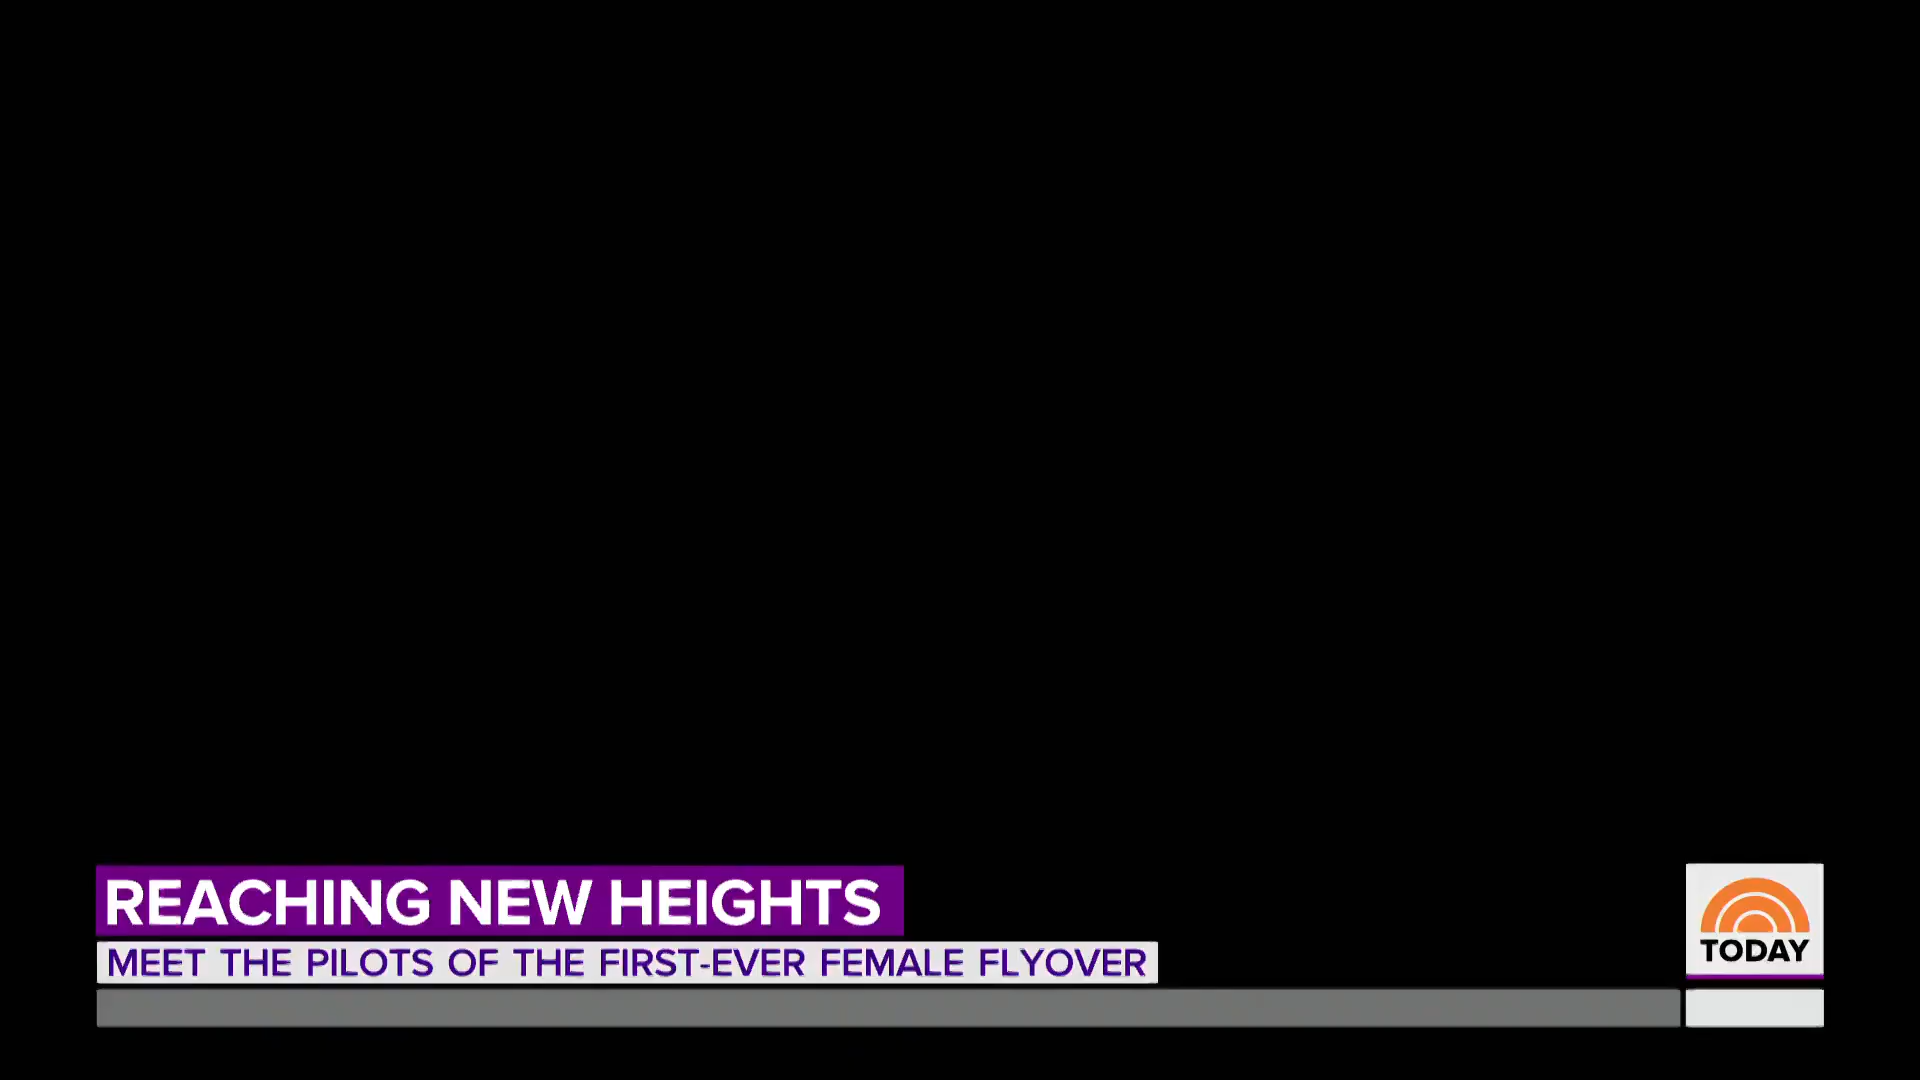 REACHING NEW HEIGHTS
MEET THE PILOTS OF THE FIRST-EVER FEMALE FLYOVER
TODAY